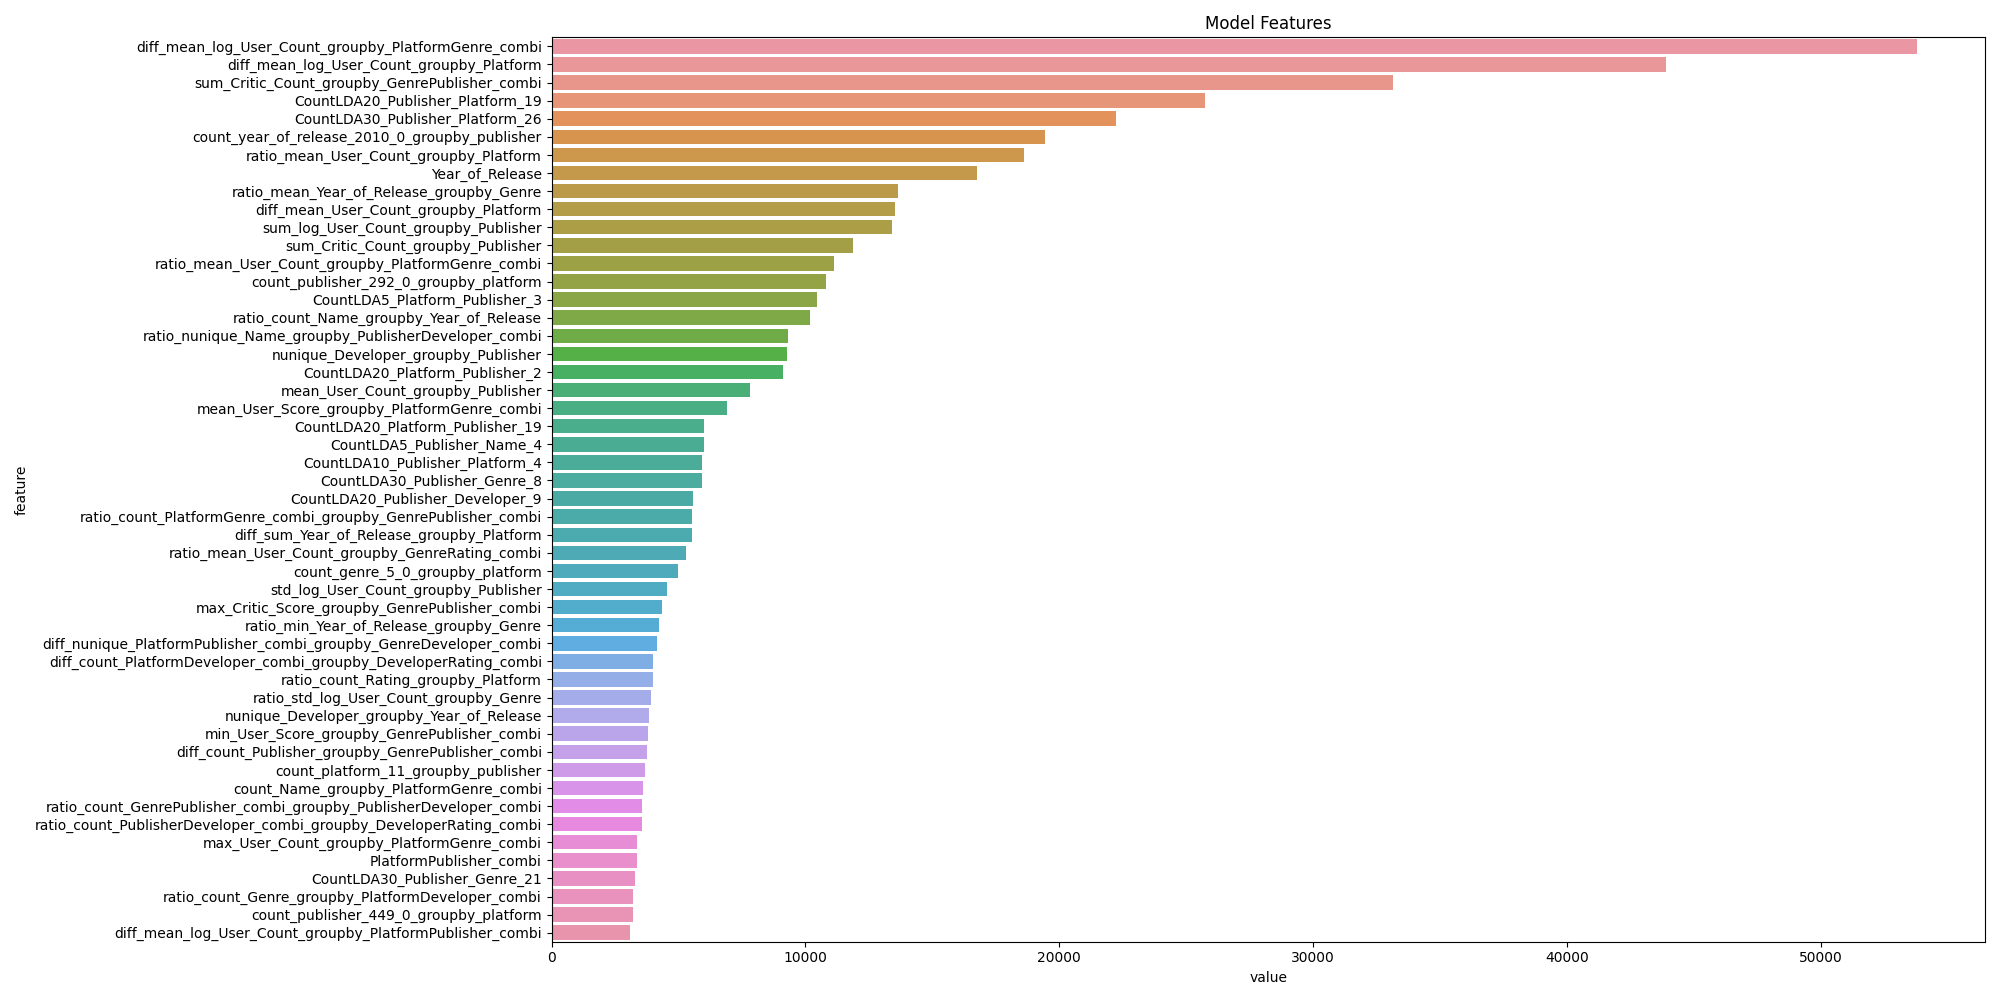 Model Features
diff_mean_log_User_Count_groupby_PlatformGenre_combi
diff_mean_log_User_Count_groupby_Platform
sum_Critic_Count_groupby_GenrePublisher_combi
CountLDA20_Publisher_Platform_19
CountLDA30_Publisher_Platform_26
count_year_of_release_2010_0_groupby_publisher
ratio_mean_User_Count_groupby_Platform
Year_of_Release
ratio_mean_Year_of_Release_groupby_Genre
diff_mean_User_Count_groupby_Platform
sum_log_User_Count_groupby_Publisher
sum_Critic_Count_groupby_Publisher
ratio_mean_User_Count_groupby_PlatformGenre_combi
count_publisher_292_0_groupby_platform
CountLDA5_Platform_Publisher_3
ratio_count_Name_groupby_Year_of_Release
ratio_nunique_Name_groupby_PublisherDeveloper_combi
nunique_Developer_groupby_Publisher
CountLDA20_Platform_Publisher_2
mean_User_Count_groupby_Publisher
mean_User_Score_groupby_PlatformGenre_combi
CountLDA20_Platform_Publisher_19
CountLDA5_Publisher_Name_4
CountLDA10_Publisher_Platform_4
CountLDA30_Publisher_Genre_8
CountLDA20_Publisher_Developer_9
ratio_count_PlatformGenre_combi_groupby_GenrePublisher_combi
diff_sum_Year_of_Release_groupby_Platform
ratio_mean_User_Count_groupby_GenreRating_combi
count_genre_5_0_groupby_platform
std_log_User_Count_groupby_Publisher
max_Critic_Score_groupby_GenrePublisher_combi
ratio_min_Year_of_Release_groupby_Genre
diff_nunique_PlatformPublisher_combi_groupby_GenreDeveloper_combi
diff_count_PlatformDeveloper_combi_groupby_DeveloperRating_combi
ratio_count_Rating_groupby_Platform
ratio_std_log_User_Count_groupby_Genre
nunique_Developer_groupby_Year_of_Release
min_User_Score_groupby_GenrePublisher_combi
diff_count_Publisher_groupby_GenrePublisher_combi
count_platform_11_groupby_publisher
count_Name_groupby_PlatformGenre_combi
ratio_count_GenrePublisher_combi_groupby_PublisherDeveloper_combi
ratio_count_PublisherDeveloper_combi_groupby_DeveloperRating_combi
max_User_Count_groupby_PlatformGenre_combi
PlatformPublisher_combi
CountLDA30_Publisher_Genre_21
ratio_count_Genre_groupby_PlatformDeveloper_combi
count_publisher_449_0_groupby_platform
diff_mean_log_User_Count_groupby_PlatformPublisher_combi
feature
0 10000 20000 30000 40000 50000
value